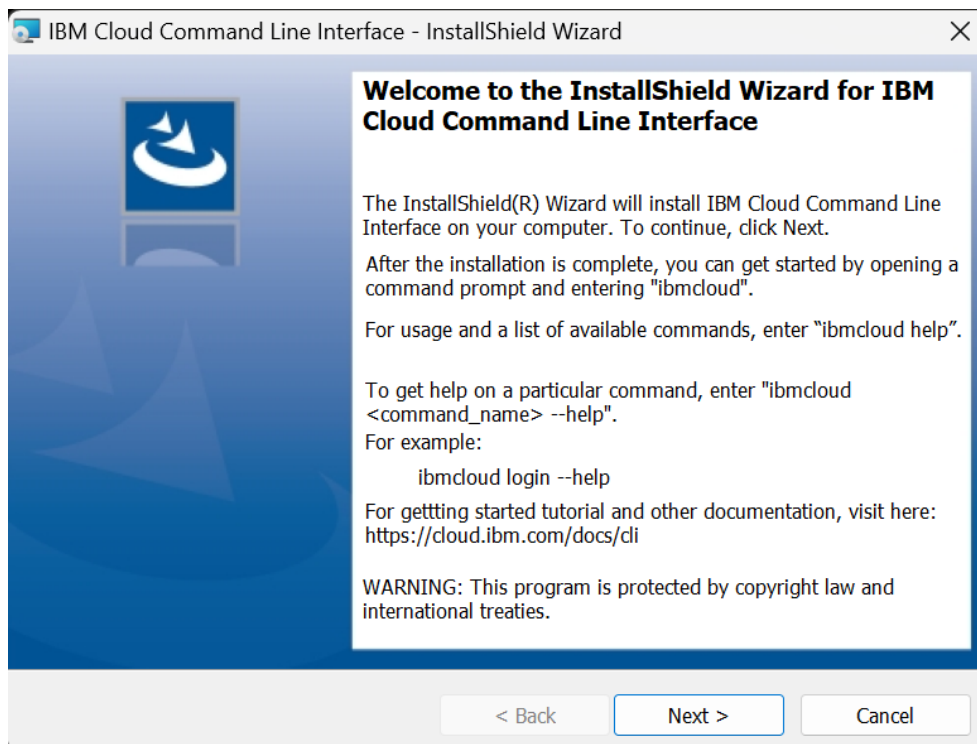 IBM Cloud Command Line Interface - InstallShield Wizard
Welcome to the InstallShield Wizard for IBM
Cloud Command Line Interface
The InstallShield(R) Wizard will install IBM Cloud Command Line
Interface on your computer. To continue, click Next.
After the installation is complete, you can get started by opening a
command prompt and entering "ibmcloud".
For usage and a list of available commands, enter “ibmcloud help”.
To get help on a particular command, enter "ibmcloud
<command_name> --help".
For example:
ibmcloud login --help
For gettting started tutorial and other documentation, visit here:
https://cloud.ibm.com/docs/cli
WARNING: This program is protected by copyright law and
international treaties.
< Back
Next >
Cancel